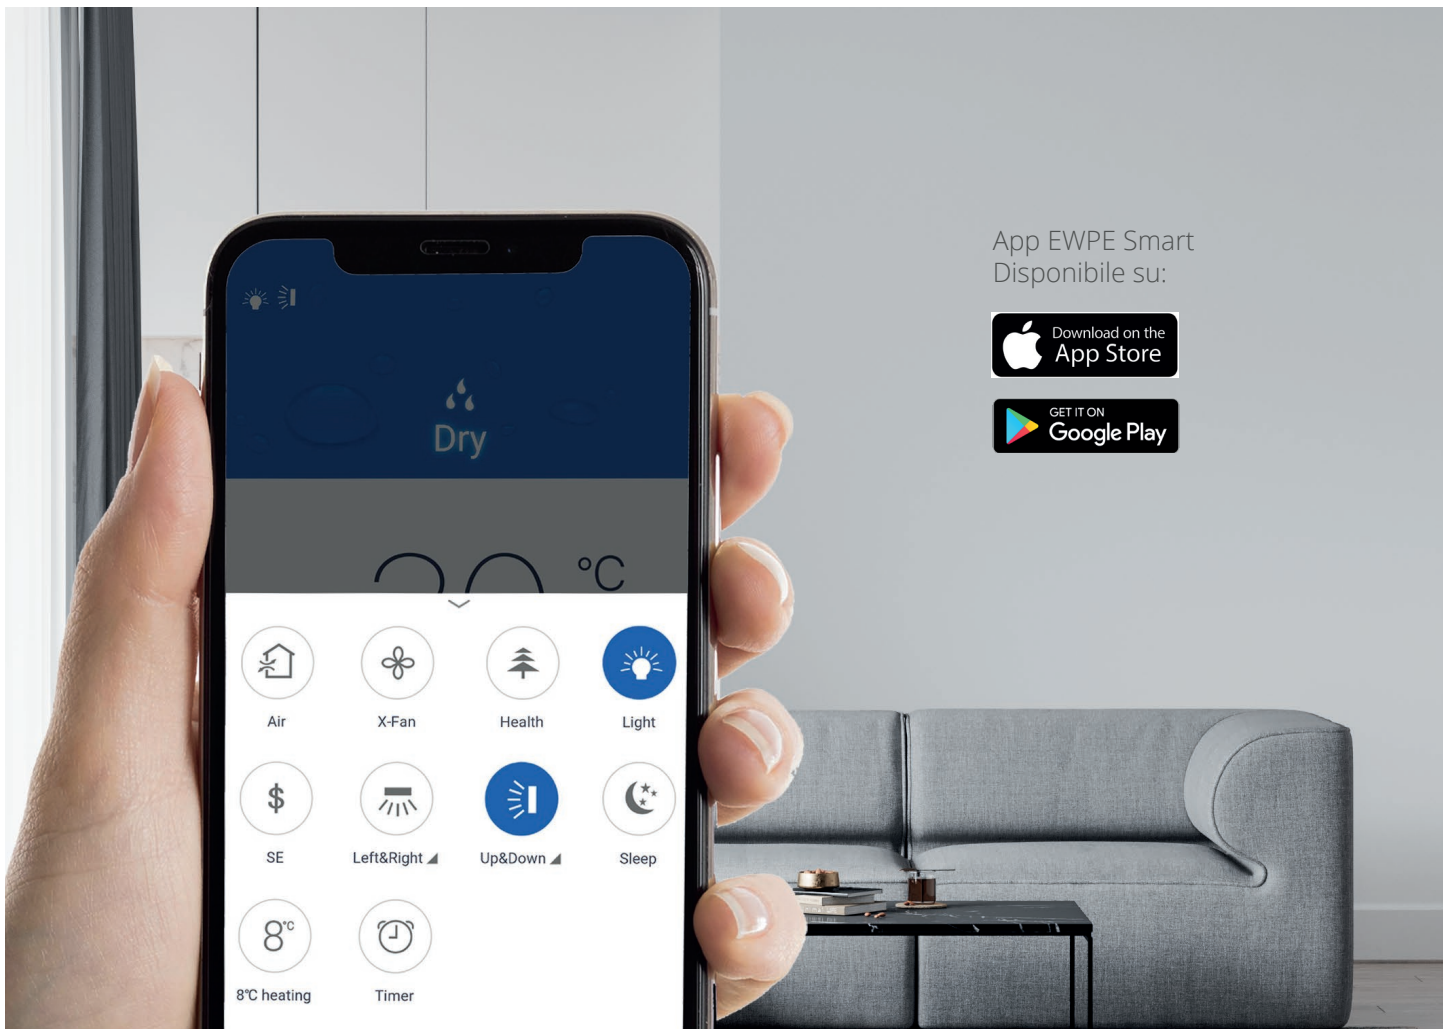 App EWPE Smart
Disponibile su:
Download on the
App Store
GET IT ON
Google Play
Dry
°C
Air
X-Fan
Health
Light
$
SE
Left&Right
Up&Down
Sleep
8°C
8°C heating
Timer